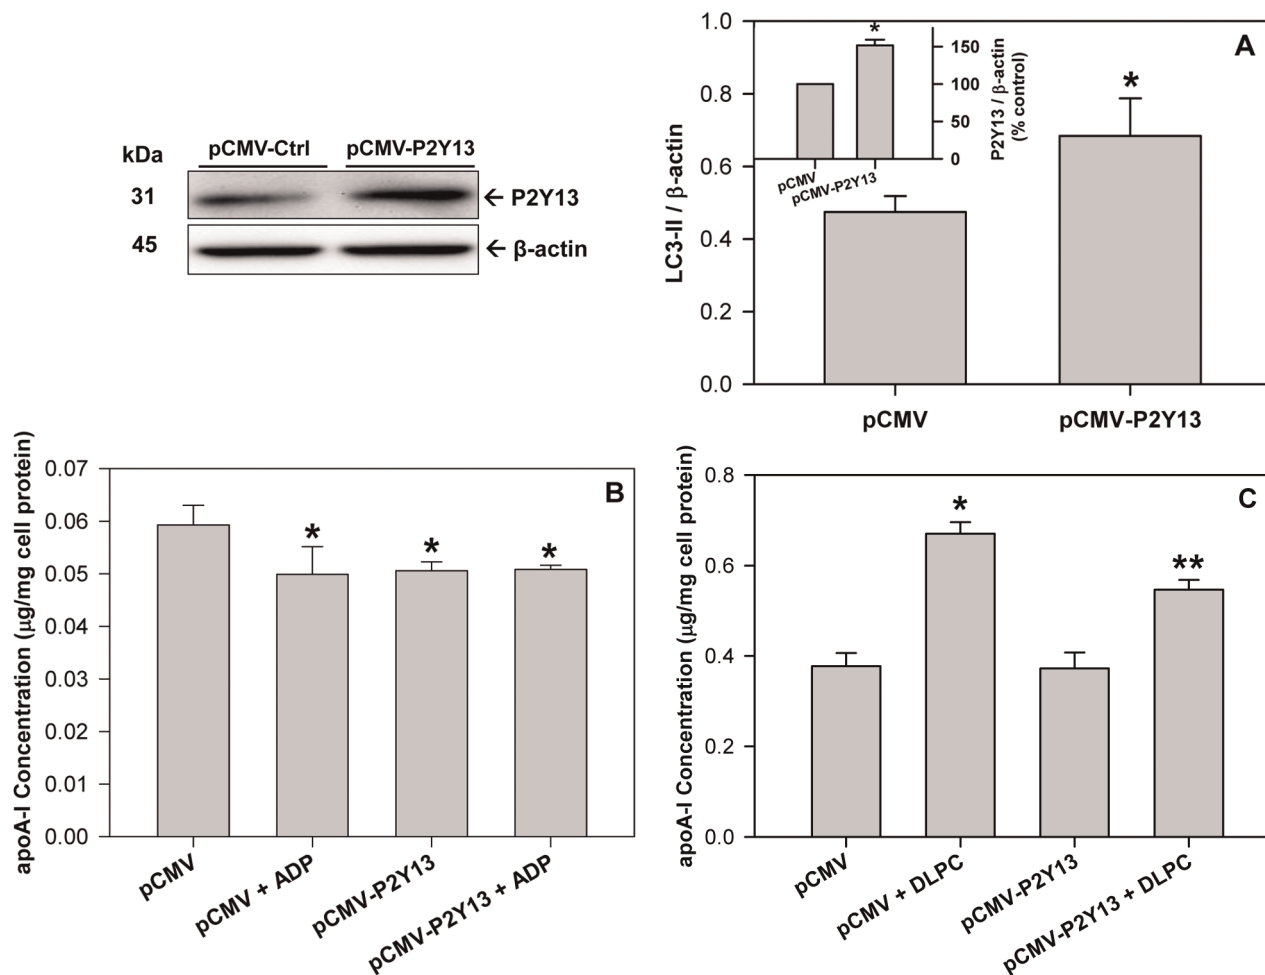 kDa
pCMV-Ctrl
pCMV-P2Y13
31
← P2Y13
45
← β-actin
A
LC3-II / β-actin
1.0
0.8
0.6
0.4
0.2
0.0
*
*
150
100
50
0
P2Y13 / β-actin
(% control)
pCMV
pCMV-P2Y13
pCMV
pCMV-P2Y13
B
apoA-I Concentration (µg/mg cell protein)
0.07
0.06
0.05
0.04
0.03
0.02
0.01
0.00
*
*
*
pCMV
pCMV + ADP
pCMV-P2Y13
pCMV-P2Y13 + ADP
C
apoA-I Concentration (µg/mg cell protein)
0.8
0.6
0.4
0.2
0.0
*
**
pCMV
pCMV + DLPC
pCMV-P2Y13
pCMV-P2Y13 + DLPC